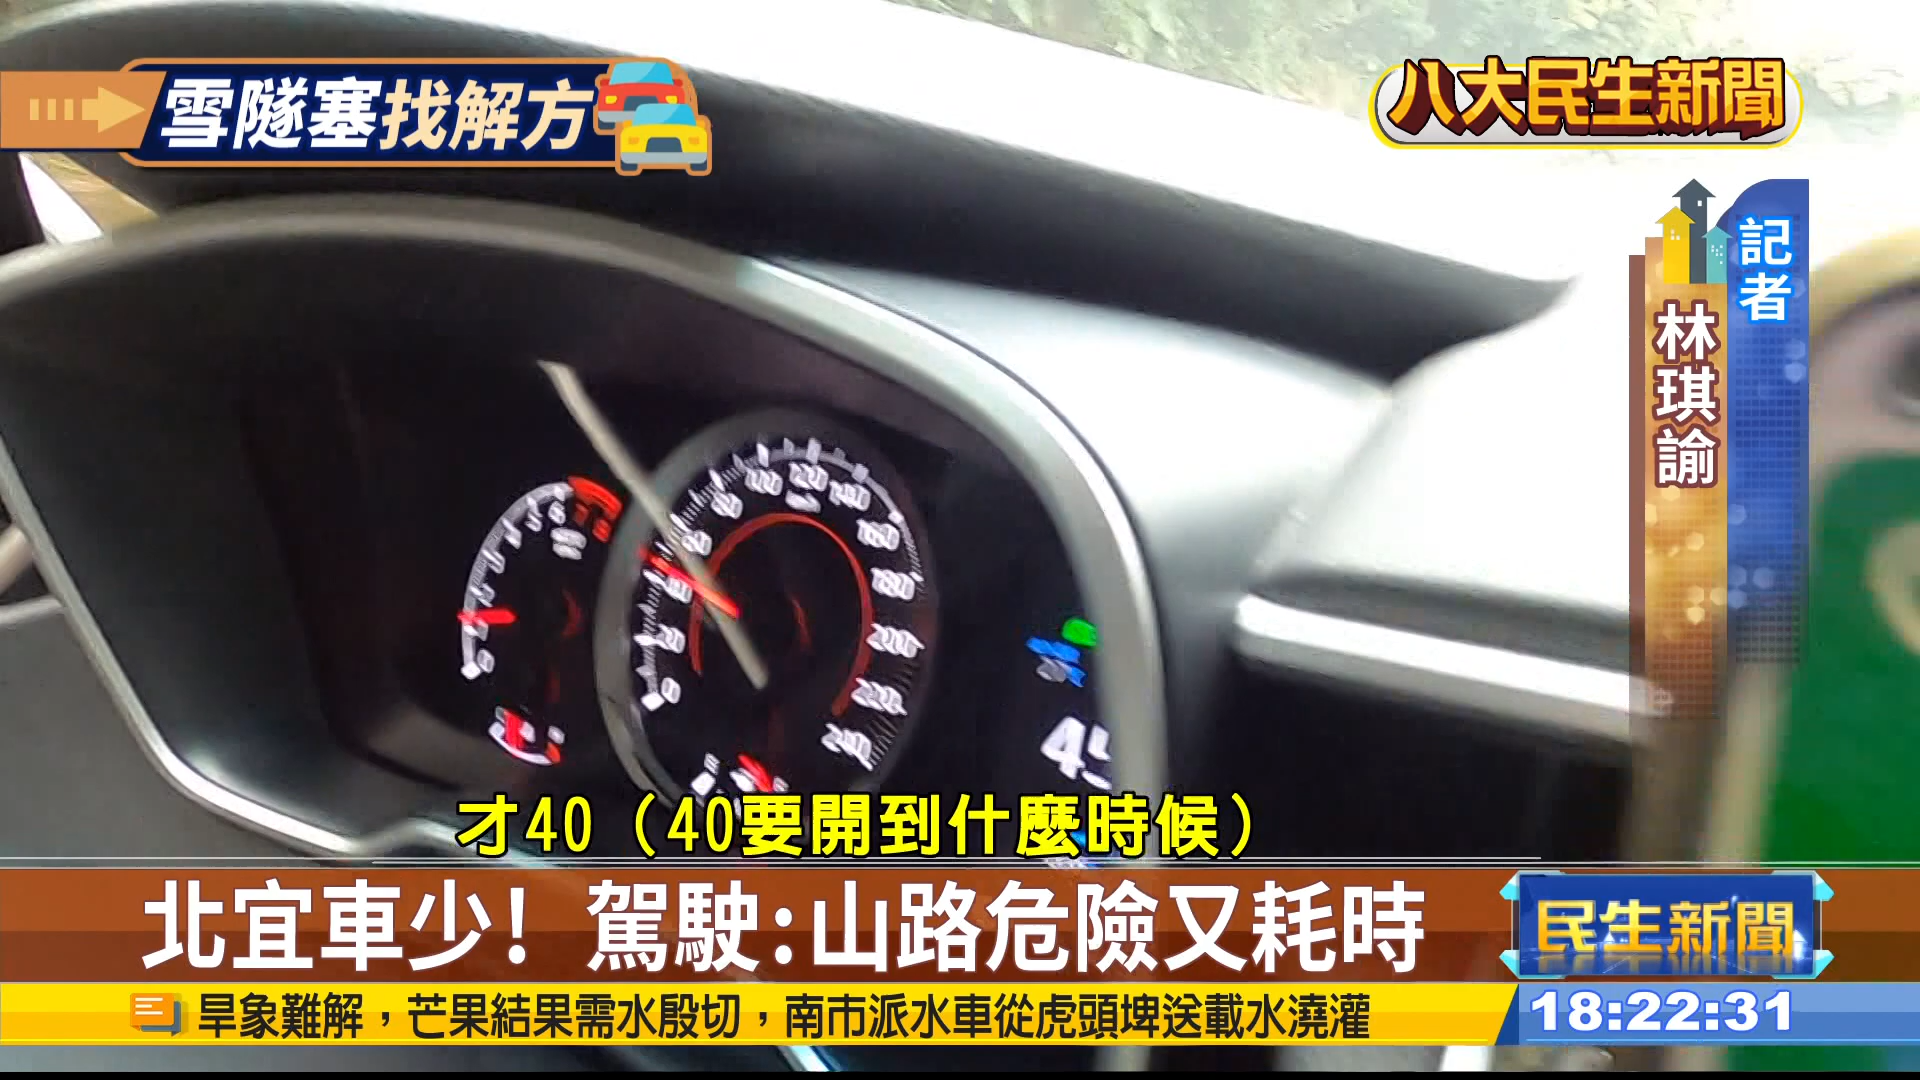 雪隧塞找解方
八大民生新聞
記者
林琪諭
45
才40（40要開到什麼時候）
北宜車少! 駕駛:山路危險又耗時
民生新聞
旱象難解，芒果結果需水殷切，南市派水車從虎頭埤送載水澆灌
18:22:31